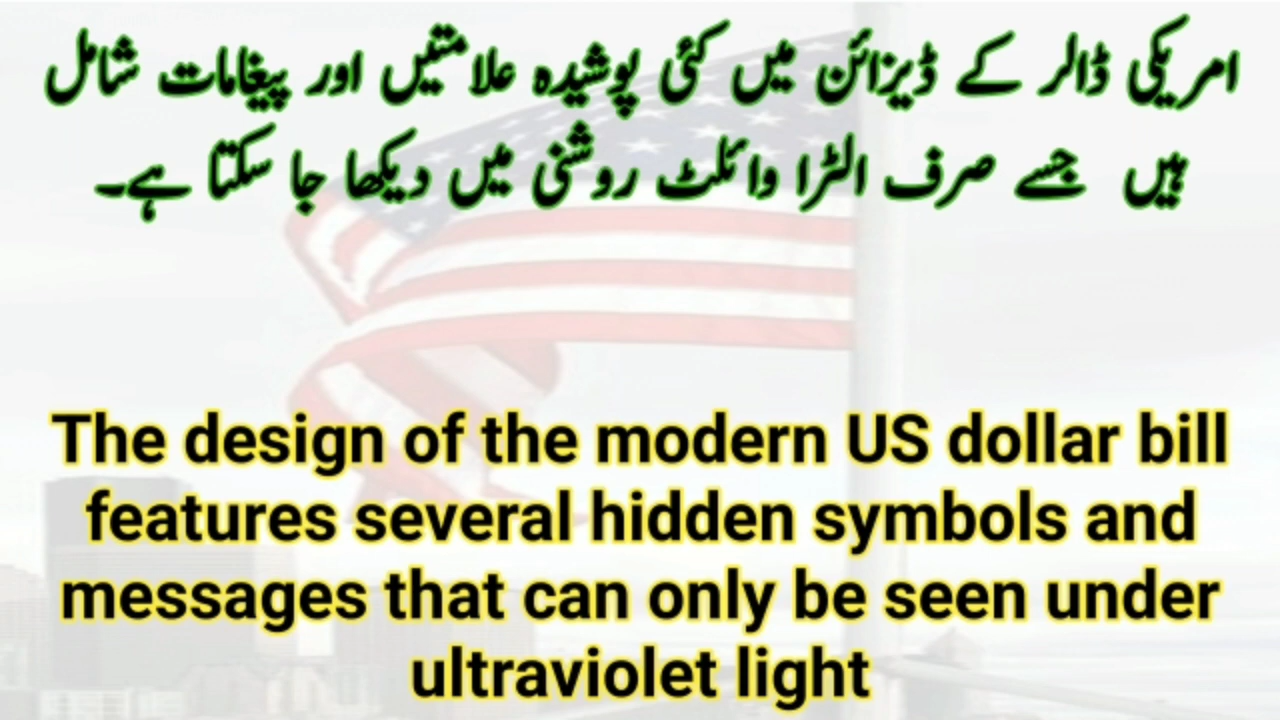 امریکی ڈالر کے ڈیزائن میں کئی پوشیدہ علامتیں اور پیغامات شامل
ہیں جسے صرف الٹرا وائلٹ روشنی میں دیکھا جا سکتا ہے۔
The design of the modern US dollar bill
features several hidden symbols and
messages that can only be seen under
ultraviolet light